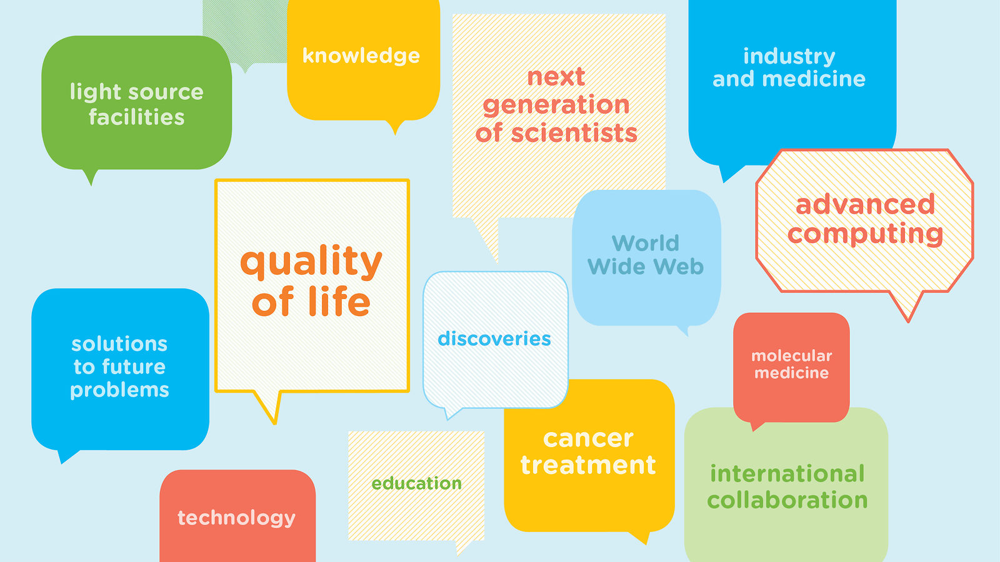 knowledge
light source
facilities
next
generation
of scientists
industry
and medicine
advanced
computing
World
Wide Web
quality
of life
discoveries
solutions
to future
problems
molecular
medicine
cancer
treatment
international
collaboration
education
technology